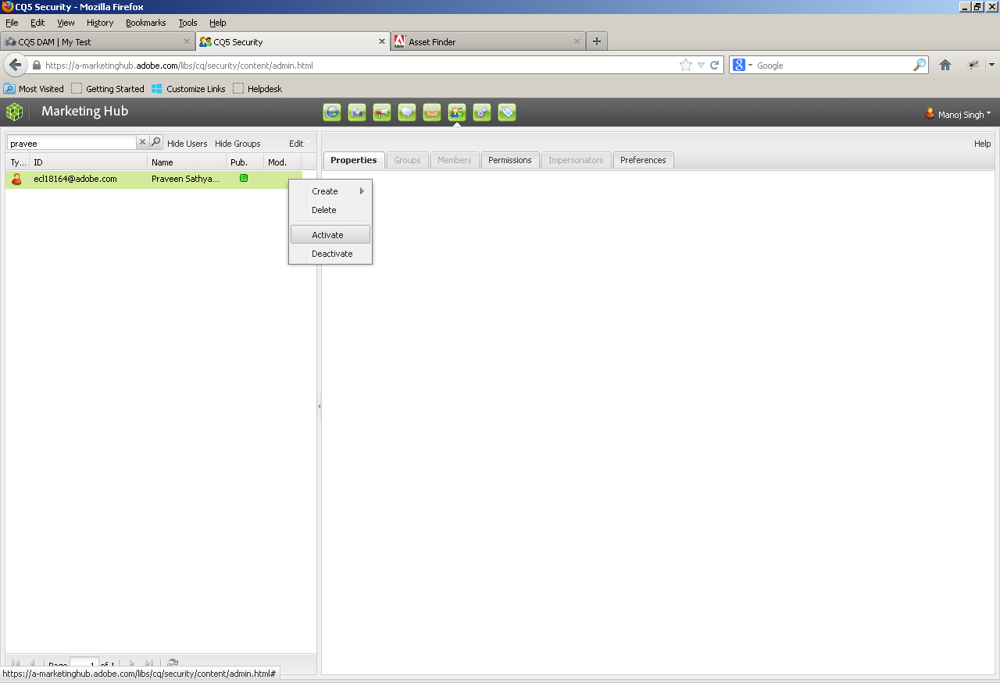 CQ5 Security - Mozilla Firefox
File Edit View History Bookmarks Tools Help
CQ5 DAM | My Test CQ5 Security Asset Finder
https://a-marketinghub.adobe.com/libs/cq/security/content/admin.html Google
Most Visited Getting Started Customize Links Helpdesk
Marketing Hub Manoj Singh
pravee Hide Users Hide Groups Edit Help
Properties Groups Members Permissions Impersonators Preferences
Ty... ID Name Pub. Mod.
ecl18164@adobe.com Praveen Sathya...
Create
Delete
Activate
Deactivate
Page 1 of 1
https://a-marketinghub.adobe.com/libs/cq/security/content/admin.html#